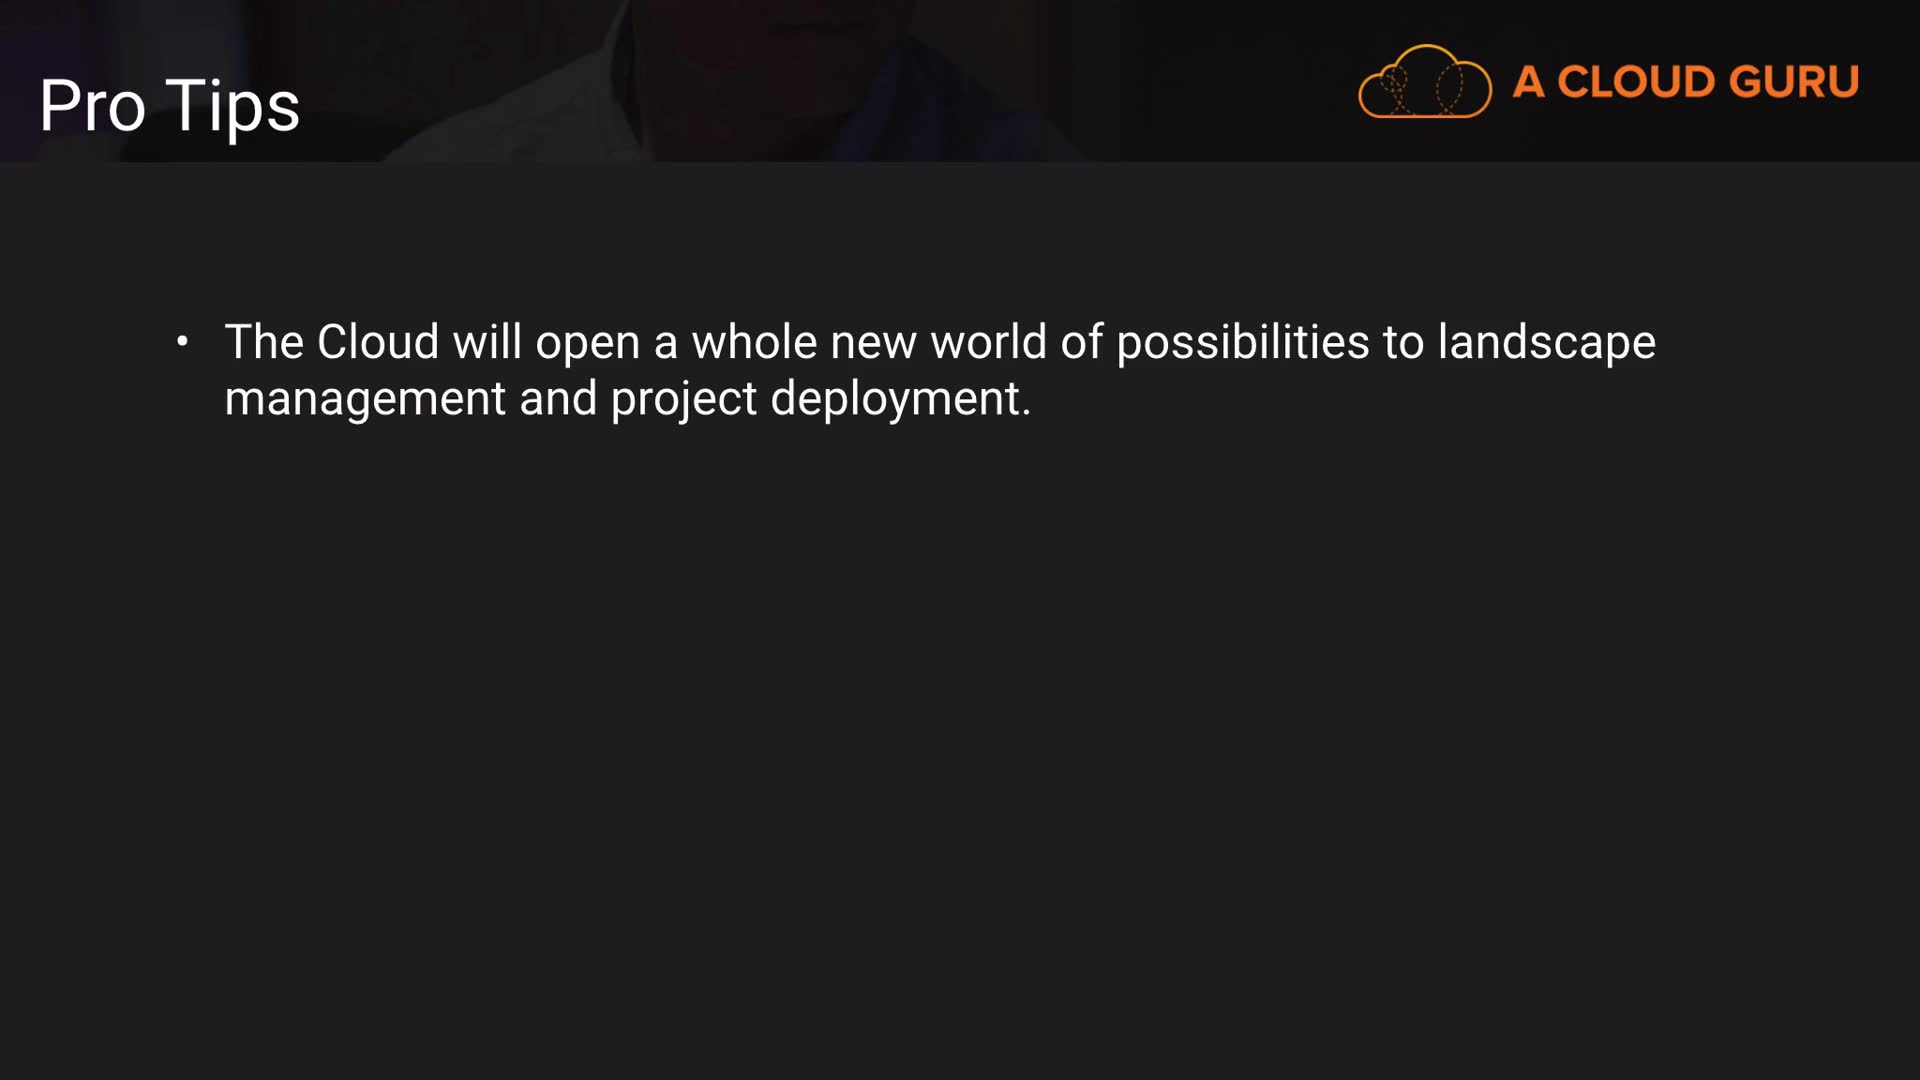 Pro Tips
A CLOUD GURU
• The Cloud will open a whole new world of possibilities to landscape
management and project deployment.